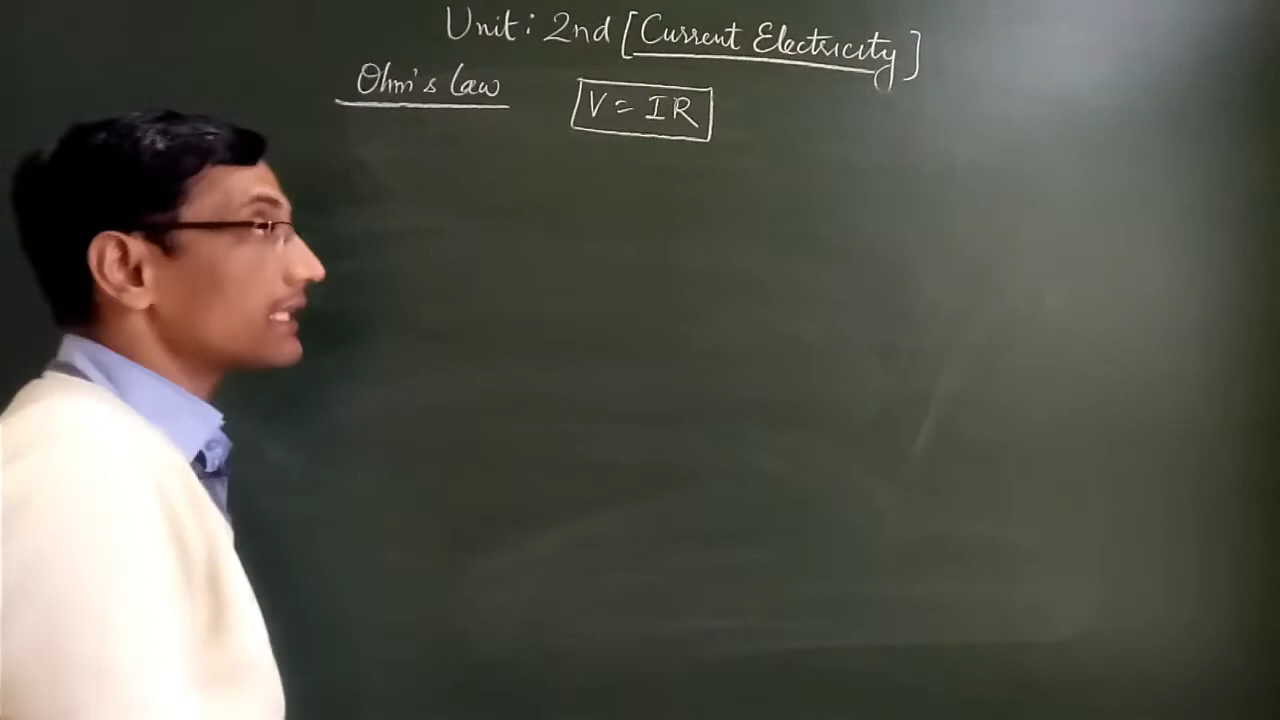 Unit: 2nd [Current Electricity]
Ohm's Law V = IR